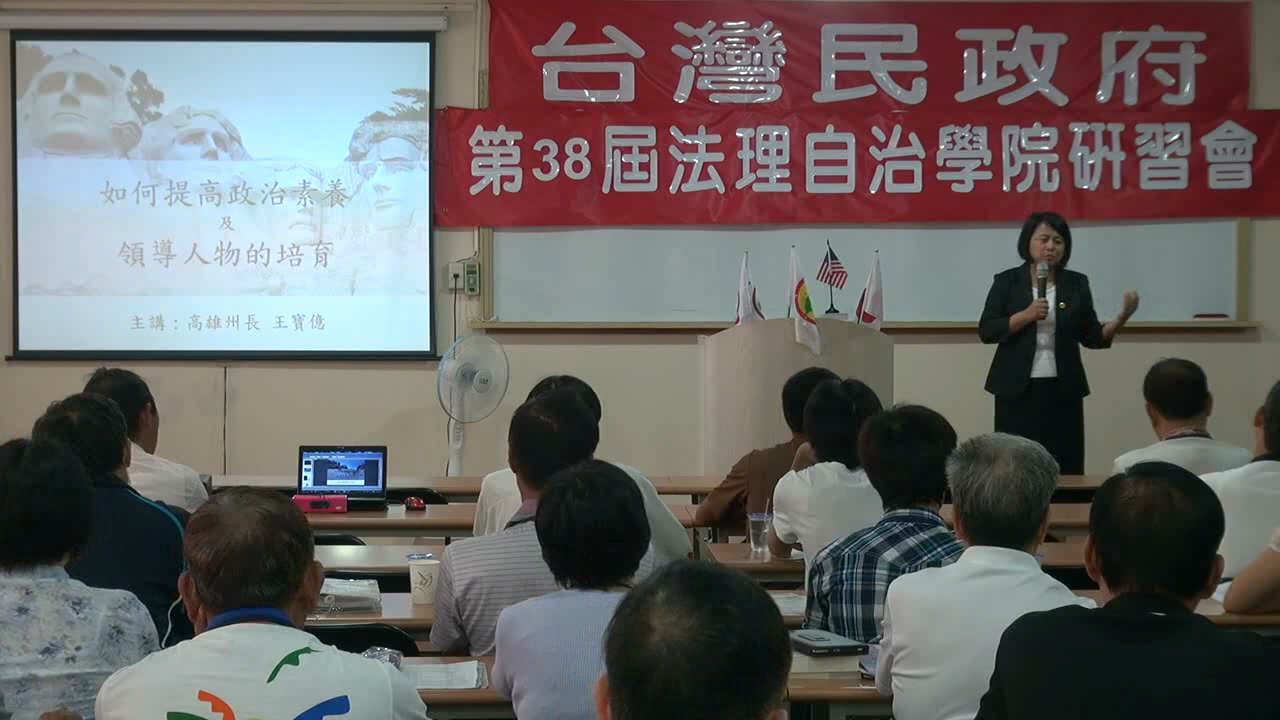 台灣民政府
第38屆法理自治學院研習會
如何提高政治素養
及
領導人物的培育
主講：高雄州長 王寶億